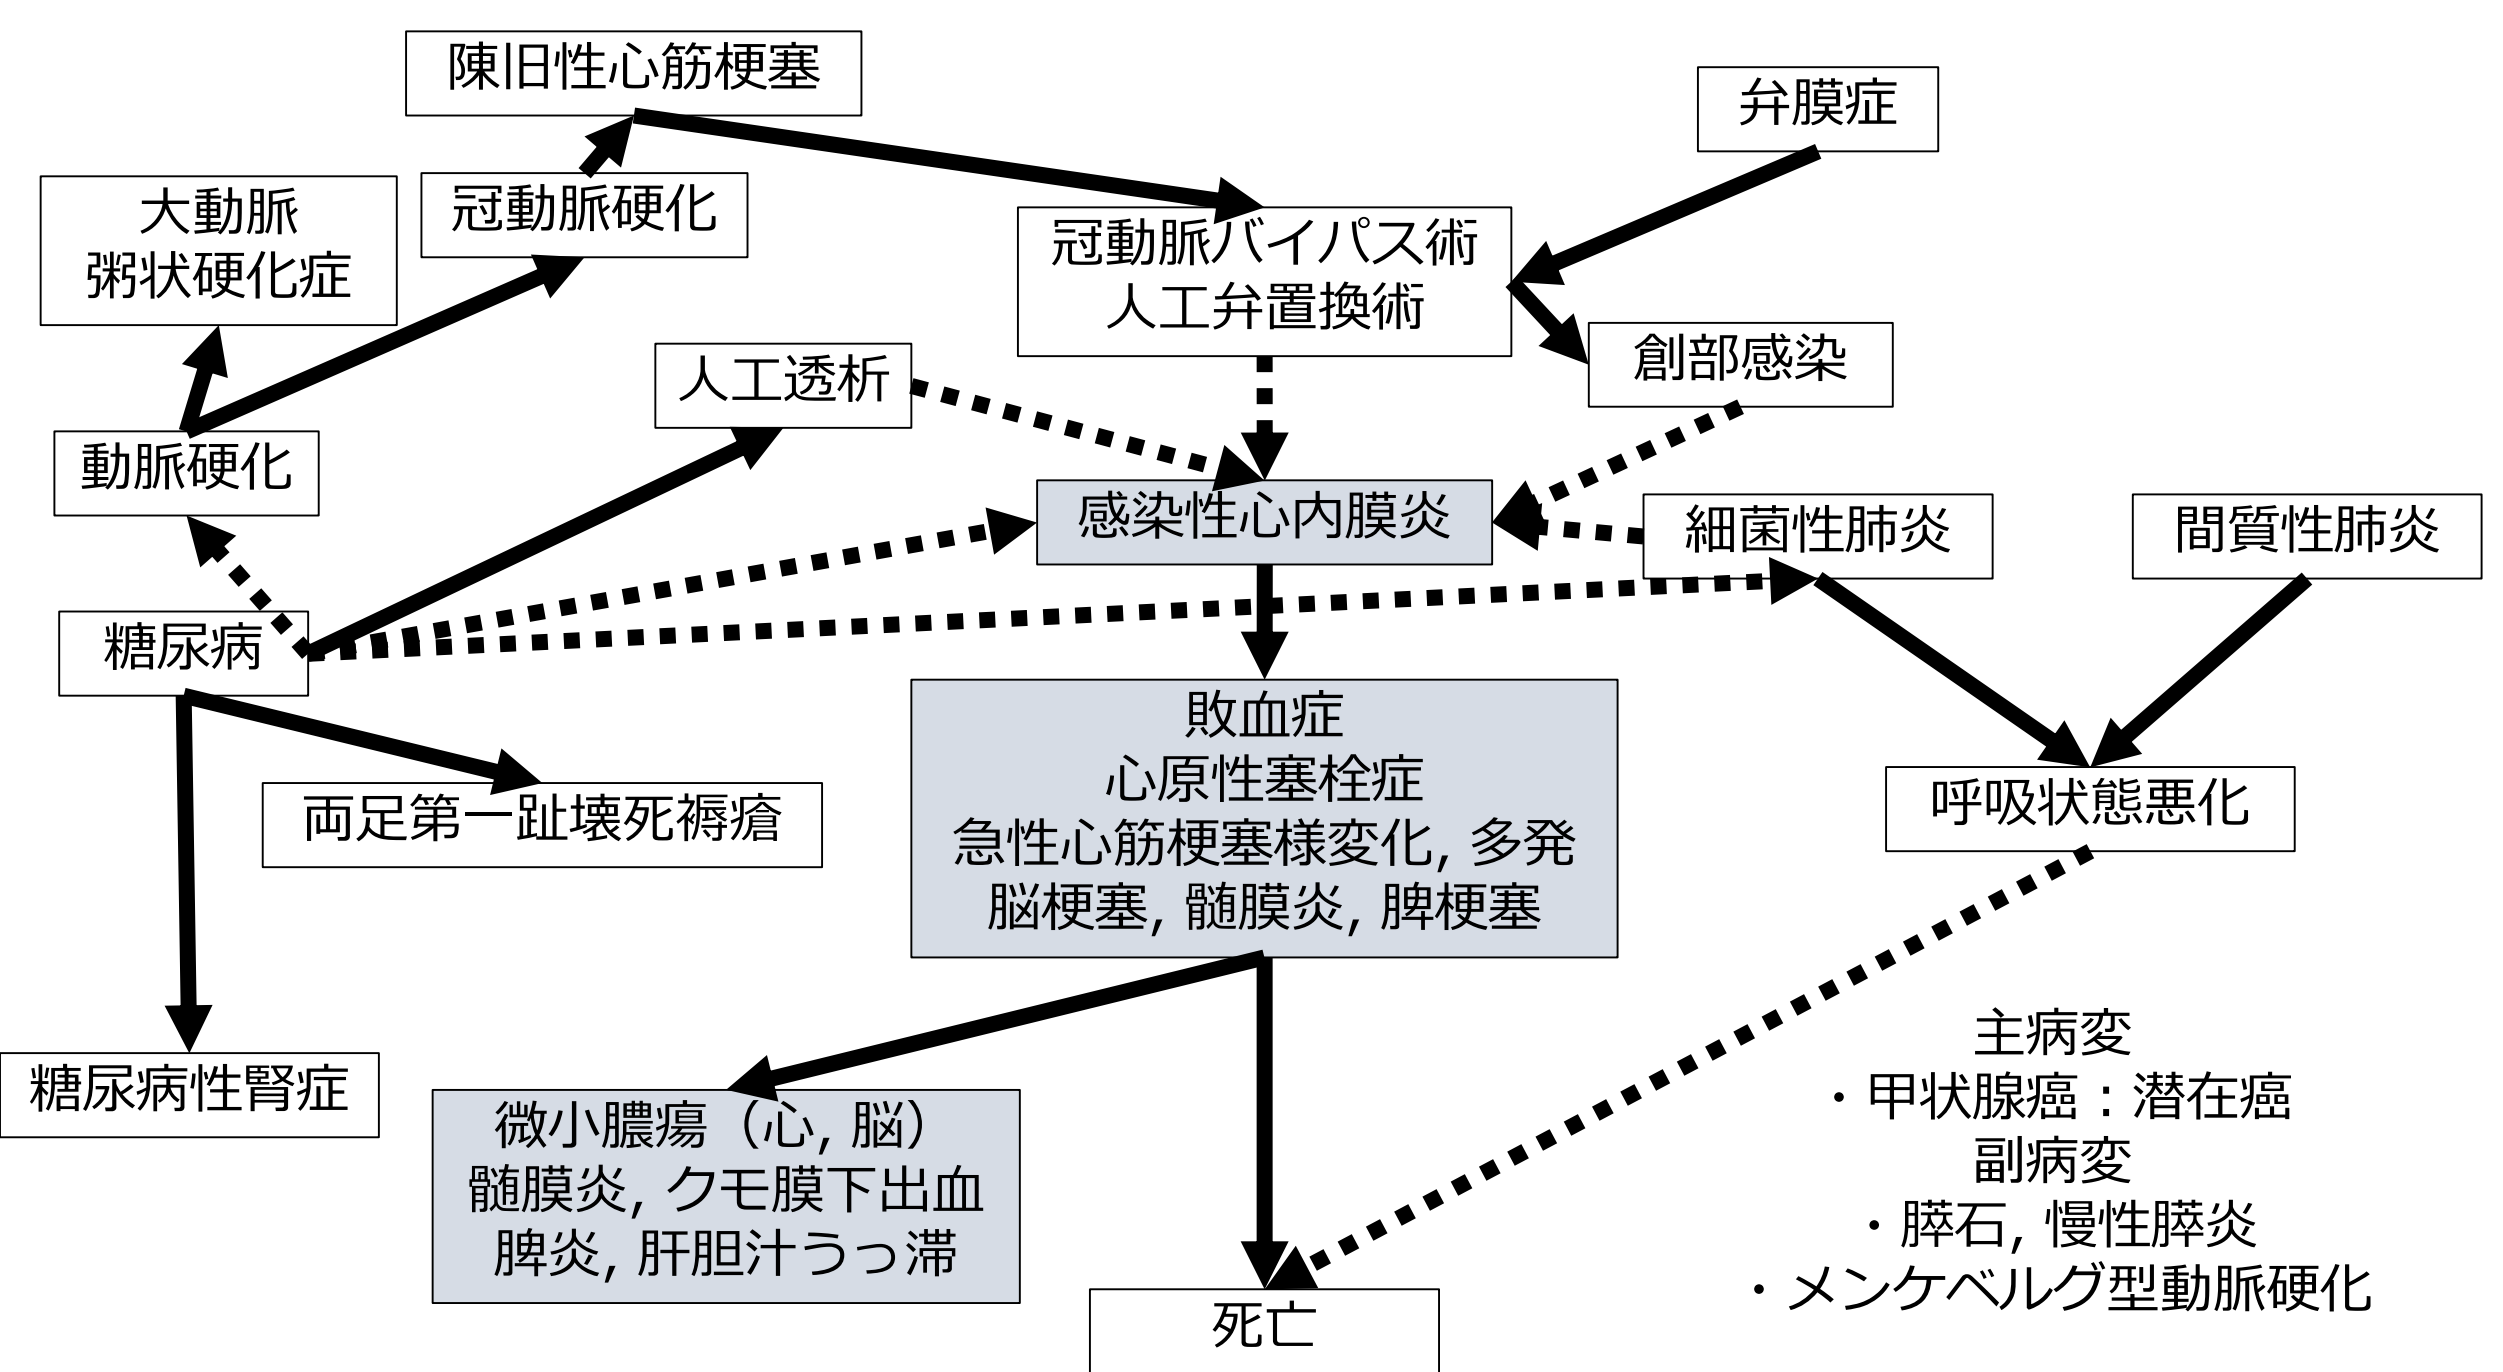 陳旧性心筋梗塞
弁膜症
大動脈
粥状硬化症
冠動脈硬化
冠動脈バイパス術
人工弁置換術
人工透析
創部感染
動脈硬化
感染性心内膜炎
細菌性肺炎
間質性肺炎
糖尿病
敗血症
心原性塞栓症
急性心筋梗塞様変化, 多発
脳梗塞, 髄膜炎, 脾梗塞
両足第一趾壊死瘢痕
呼吸状態悪化
糖尿病性腎症
微小膿瘍（心, 脳）
髄膜炎, クモ膜下出血
脾炎, 肝胆汁うっ滞
死亡
主病変
・甲状腺癌：潜在癌
副病変
・膵石, 慢性膵炎
・メンケベルグ型動脈硬化